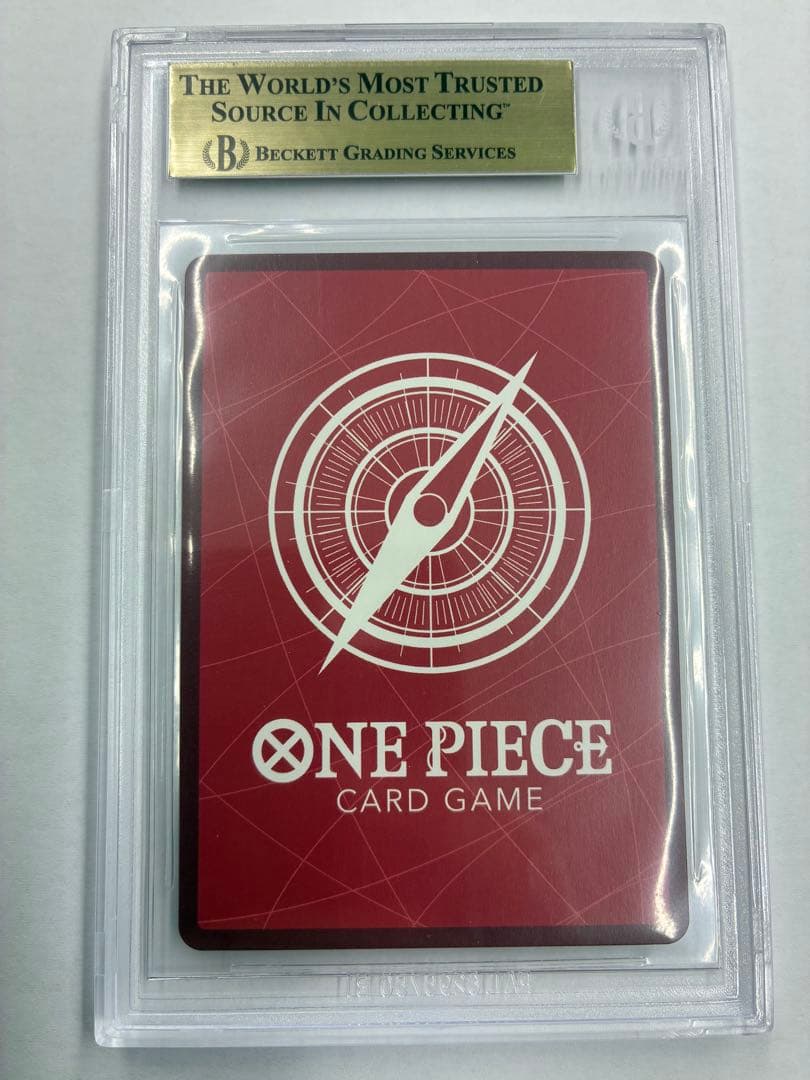 THE WORLD'S MOST TRUSTED
SOURCE IN COLLECTING™
B BECKETT GRADING SERVICES
ONE PIECE
CARD GAME